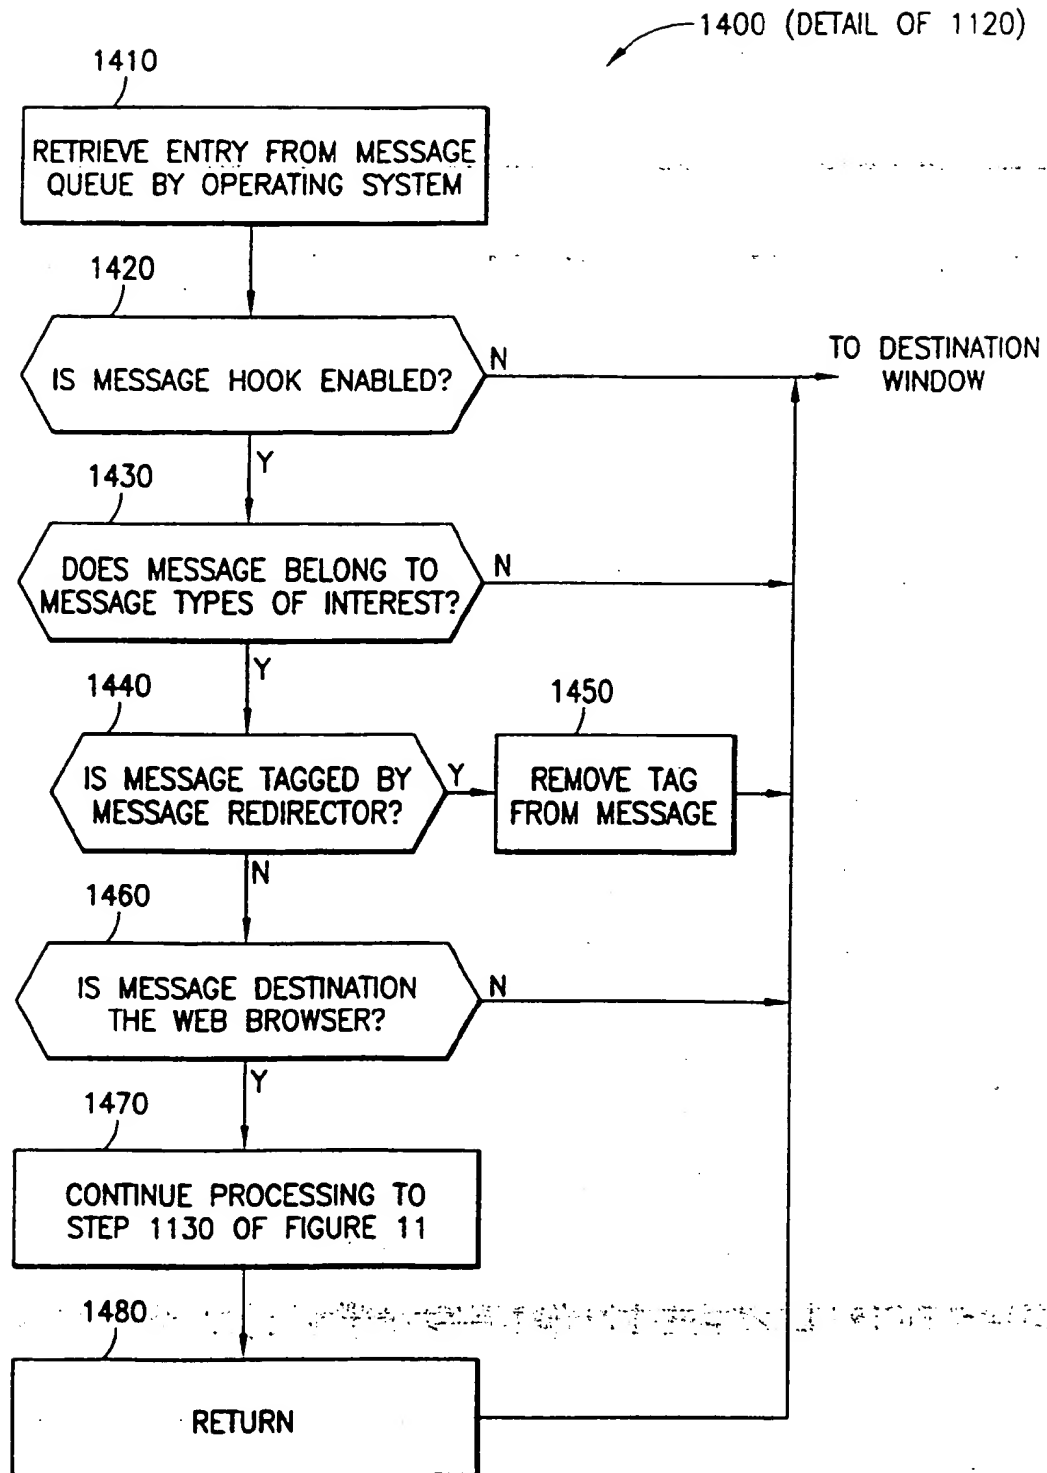 1400 (DETAIL OF 1120)
1410
RETRIEVE ENTRY FROM MESSAGE
QUEUE BY OPERATING SYSTEM
1420
IS MESSAGE HOOK ENABLED?
N
TO DESTINATION
WINDOW
Y
1430
DOES MESSAGE BELONG TO
MESSAGE TYPES OF INTEREST?
N
Y
1440
IS MESSAGE TAGGED BY
MESSAGE REDIRECTOR?
Y
1450
REMOVE TAG
FROM MESSAGE
N
1460
IS MESSAGE DESTINATION
THE WEB BROWSER?
N
Y
1470
CONTINUE PROCESSING TO
STEP 1130 OF FIGURE 11
1480
RETURN